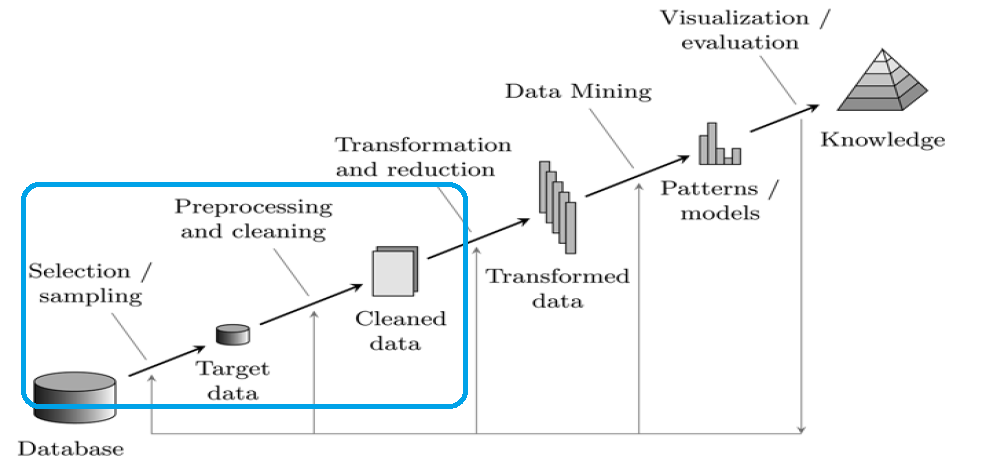 Visualization /
evaluation
Data Mining
Knowledge
Transformation
and reduction
Patterns /
models
Preprocessing
and cleaning
Transformed
data
Selection /
sampling
Cleaned
data
Target
data
Database